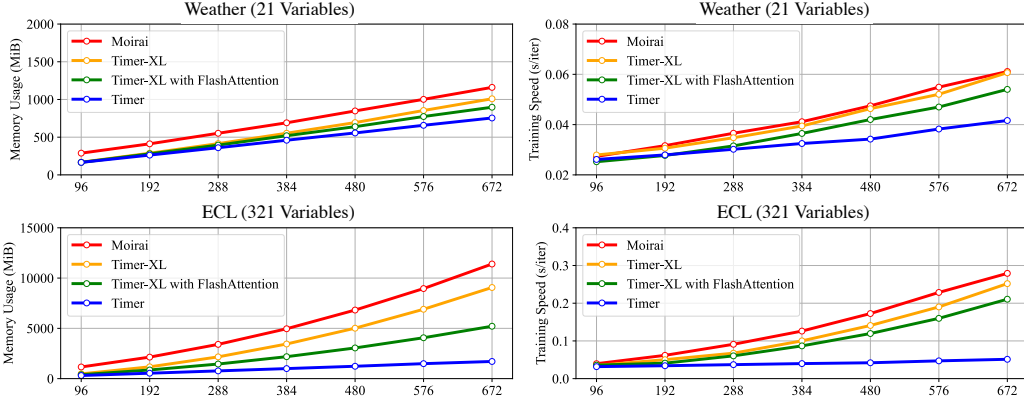 Weather (21 Variables)
Memory Usage (MiB)
2000
1500
1000
500
0
Moirai
Timer-XL
Timer-XL with FlashAttention
Timer
96 192 288 384 480 576 672
Weather (21 Variables)
Training Speed (s/iter)
0.08
0.06
0.04
0.02
Moirai
Timer-XL
Timer-XL with FlashAttention
Timer
96 192 288 384 480 576 672
ECL (321 Variables)
Memory Usage (MiB)
15000
10000
5000
0
Moirai
Timer-XL
Timer-XL with FlashAttention
Timer
96 192 288 384 480 576 672
ECL (321 Variables)
Training Speed (s/iter)
0.4
0.3
0.2
0.1
0.0
Moirai
Timer-XL
Timer-XL with FlashAttention
Timer
96 192 288 384 480 576 672